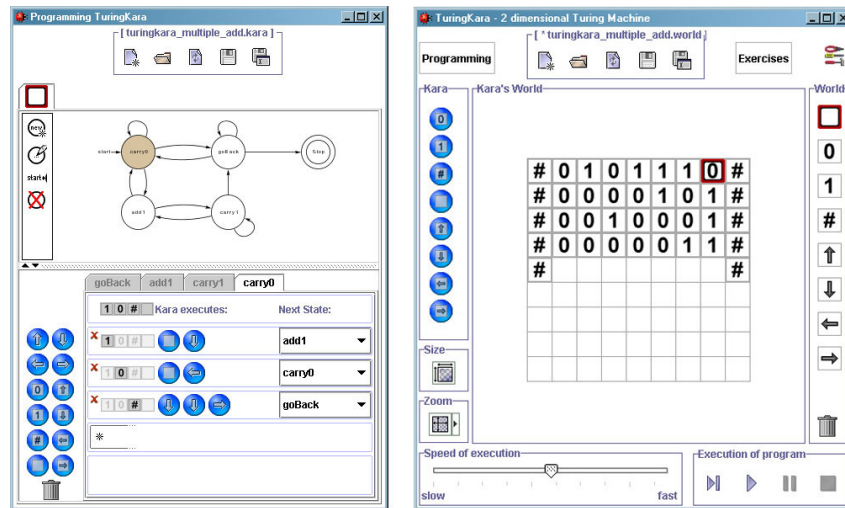 Programming TuringKara
[ turingkara_multiple_add.kara ]
new
start
start
carry0
goBack
Stop
add1
carry1
goBack add1 carry1 carry0
1 0 # Kara executes: Next State:
1 0 # add1
1 0 # carry0
1 0 # goBack
*
0
1
#
TuringKara - 2 dimensional Turing Machine
[ *turingkara_multiple_add.world ]
Programming
Exercises
Kara
Kara's World
World
0
1
#
0
1
#
# 0 1 0 1 1 1 0 #
# 0 0 0 0 1 0 1 #
# 0 0 1 0 0 0 1 #
# 0 0 0 0 0 1 1 #
# #
Size
Zoom
Speed of execution
slow fast
Execution of program